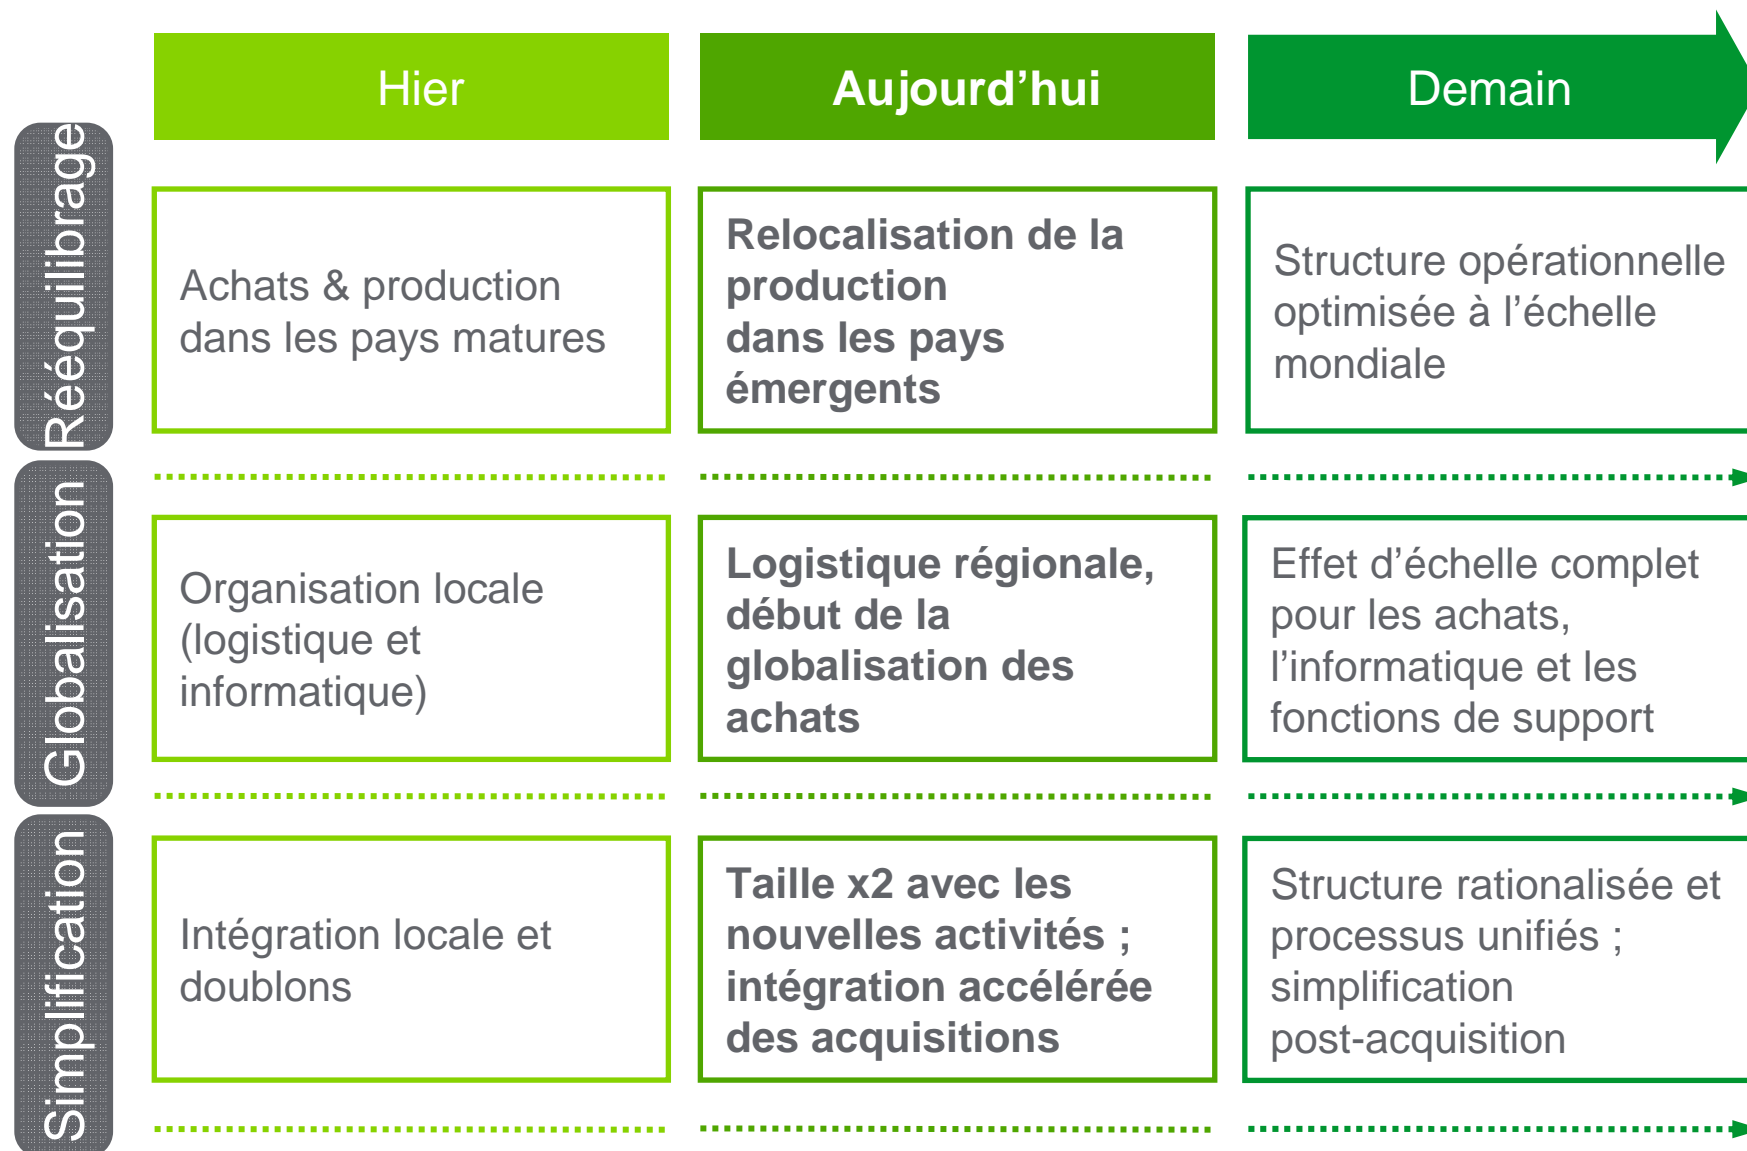 Hier
Aujourd’hui
Demain
Rééquilibrage
Achats & production
dans les pays matures
Relocalisation de la
production
dans les pays
émergents
Structure opérationnelle
optimisée à l’échelle
mondiale
Globalisation
Organisation locale
(logistique et
informatique)
Logistique régionale,
début de la
globalisation des
achats
Effet d’échelle complet
pour les achats,
l’informatique et les
fonctions de support
Simplification
Intégration locale et
doublons
Taille x2 avec les
nouvelles activités ;
intégration accélérée
des acquisitions
Structure rationalisée et
processus unifiés ;
simplification
post-acquisition